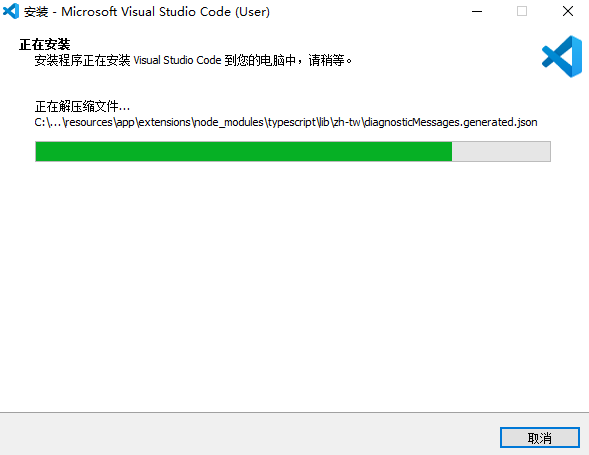 安装 - Microsoft Visual Studio Code (User)
正在安装
安装程序正在安装 Visual Studio Code 到您的电脑中，请稍等。
正在解压缩文件...
C:\...\resources\app\extensions\node_modules\typescript\lib\zh-tw\diagnosticMessages.generated.json
取消